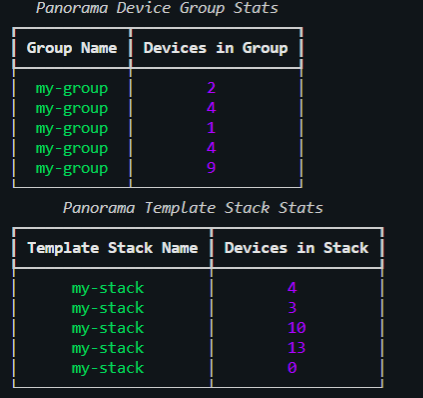 Panorama Device Group Stats
Group Name Devices in Group
my-group 2
my-group 4
my-group 1
my-group 4
my-group 9
Panorama Template Stack Stats
Template Stack Name Devices in Stack
my-stack 4
my-stack 3
my-stack 10
my-stack 13
my-stack 0